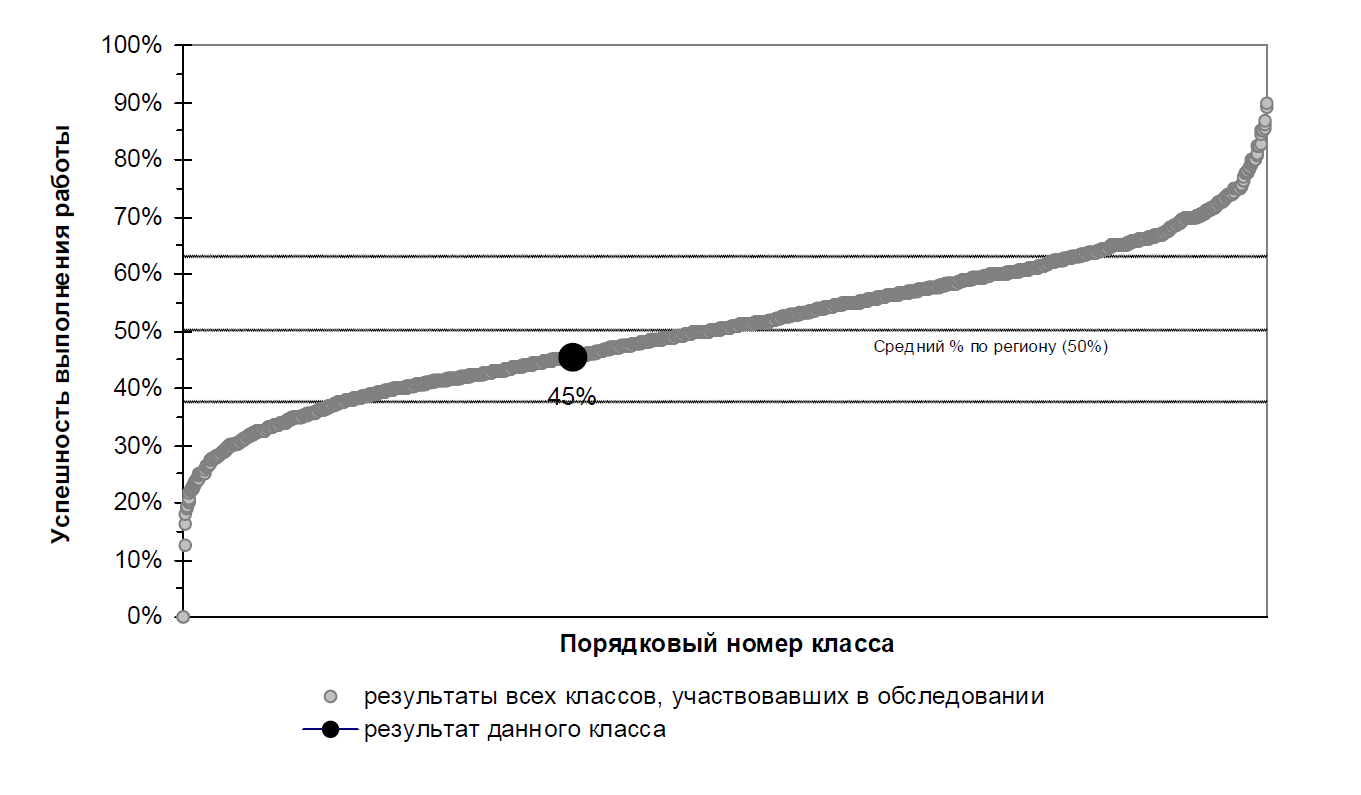 100%
90%
80%
70%
60%
50%
40%
30%
20%
10%
0%
Успешность выполнения работы
Средний % по региону (50%)
45%
Порядковый номер класса
результаты всех классов, участвовавших в обследовании
результат данного класса